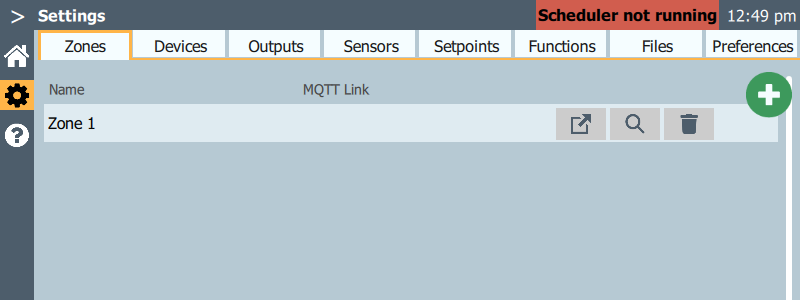 > Settings Scheduler not running 12:49 pm
Zones Devices Outputs Sensors Setpoints Functions Files Preferences
Name MQTT Link
Zone 1